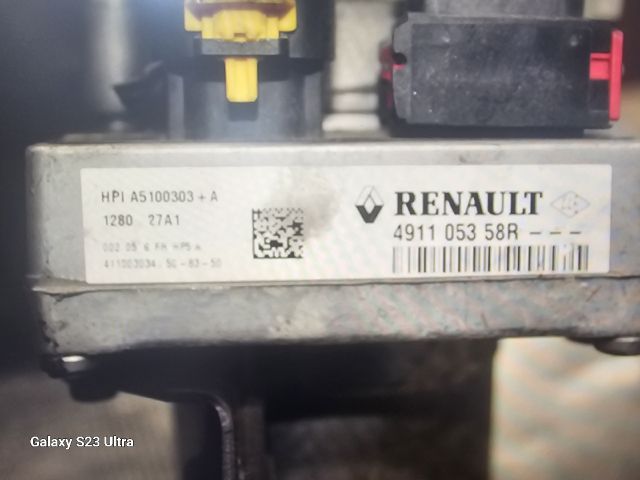 HPI A5100303 + A
1280 27A1
RENAULT
4911 053 58R - - -
Galaxy S23 Ultra